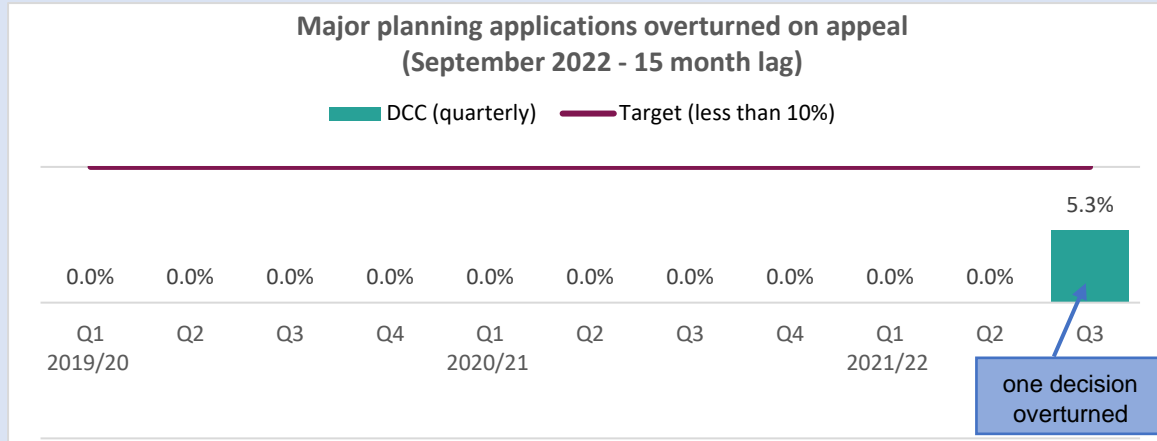 Major planning applications overturned on appeal
(September 2022 - 15 month lag)
DCC (quarterly) Target (less than 10%)
5.3%
0.0% 0.0% 0.0% 0.0% 0.0% 0.0% 0.0% 0.0% 0.0% 0.0%
Q1 Q2 Q3 Q4 Q1 Q2 Q3 Q4 Q1 Q2 Q3
2019/20 2020/21 2021/22
one decision
overturned